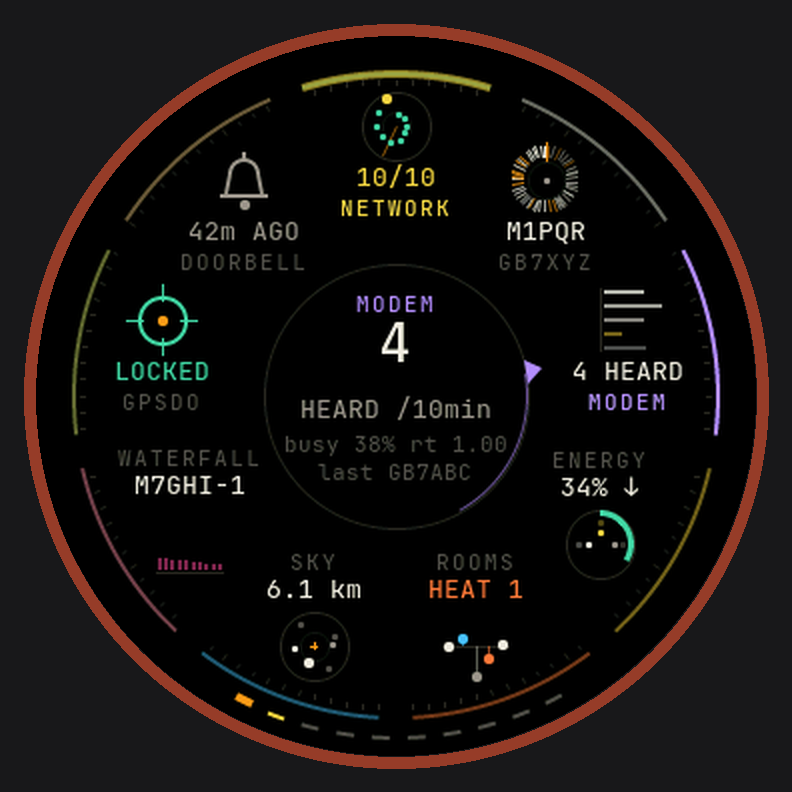 10/10
NETWORK
42m AGO
DOORBELL
M1PQR
GB7XYZ
MODEM
4
HEARD /10min
busy 38% rt 1.00
last GB7ABC
LOCKED
GPSDO
4 HEARD
MODEM
WATERFALL
M7GHI-1
ENERGY
34% ↓
SKY
6.1 km
ROOMS
HEAT 1